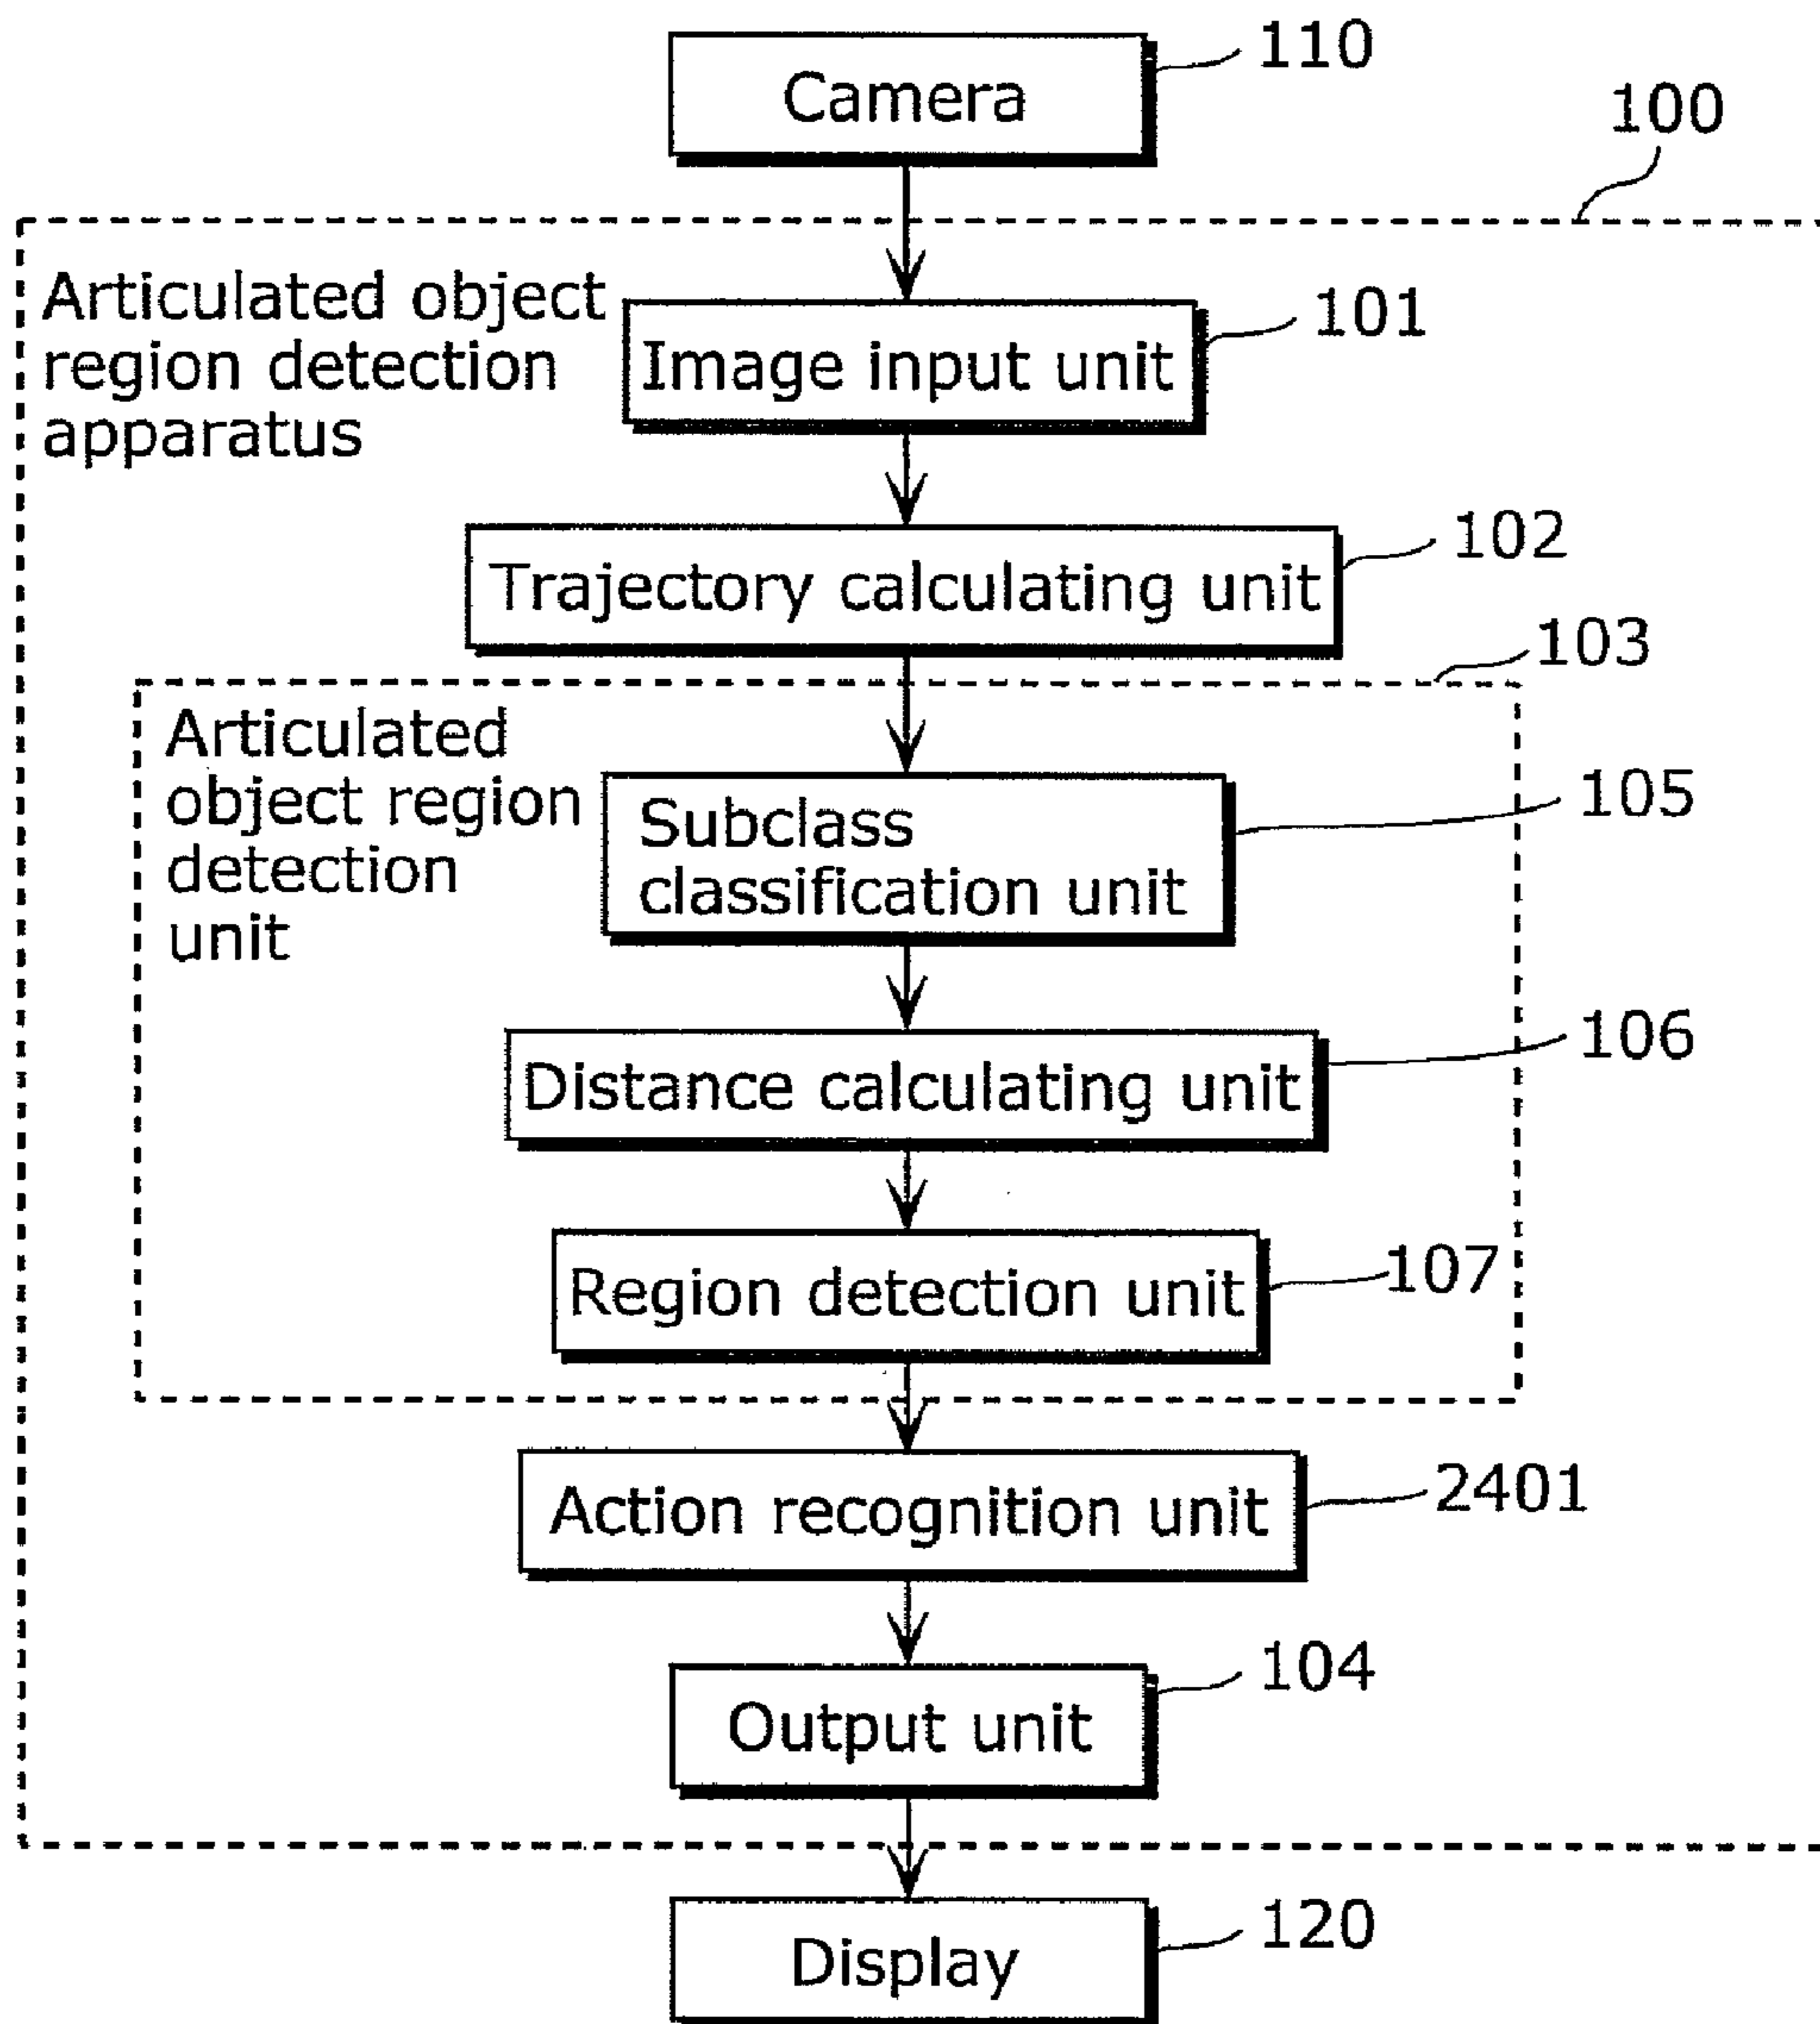 Camera
110
100
Articulated object
region detection
apparatus
Image input unit
101
Trajectory calculating unit
102
103
Articulated
object region
detection
unit
Subclass
classification unit
105
Distance calculating unit
106
Region detection unit
107
Action recognition unit
2401
Output unit
104
Display
120